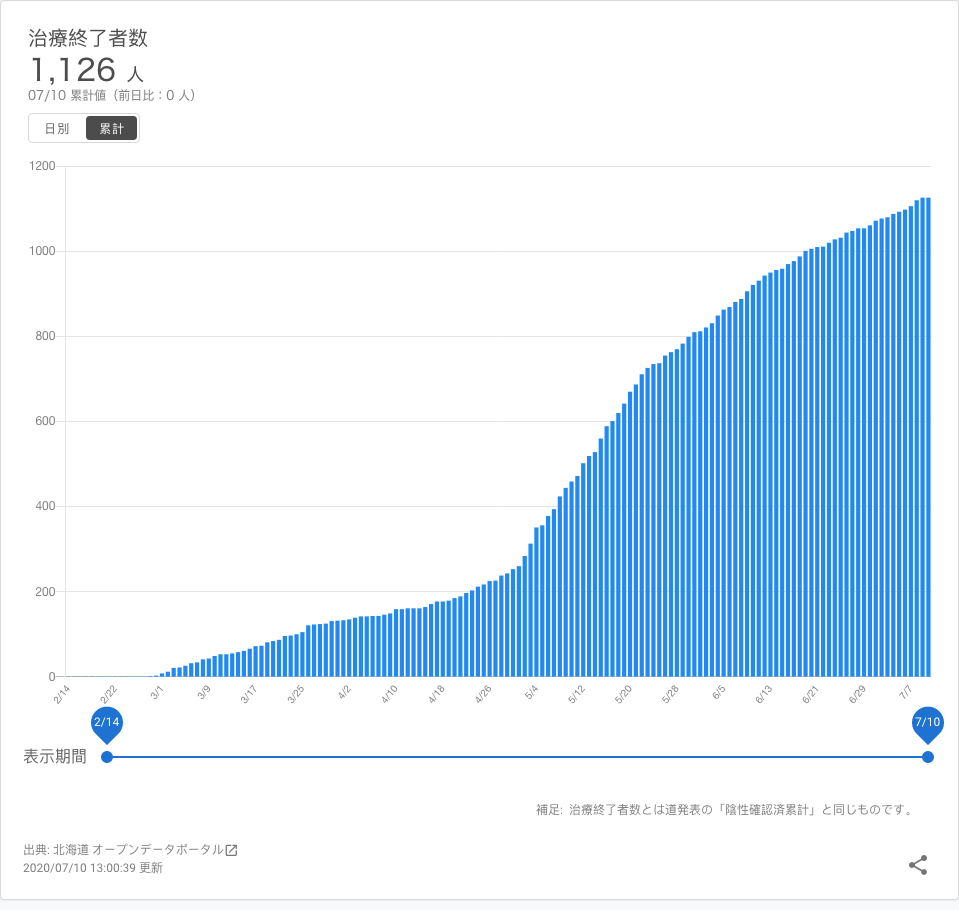 治療終了者数
1,126 人
07/10 累計値（前日比：0 人）
日別 累計
1200
1000
800
600
400
200
0
2/14 2/22 3/1 3/9 3/17 3/25 4/2 4/10 4/18 4/26 5/4 5/12 5/20 5/28 6/5 6/13 6/21 6/29 7/7
2/14 7/10
表示期間
補足: 治療終了者数とは道発表の「陰性確認済累計」と同じものです。
出典: 北海道 オープンデータポータル
2020/07/10 13:00:39 更新